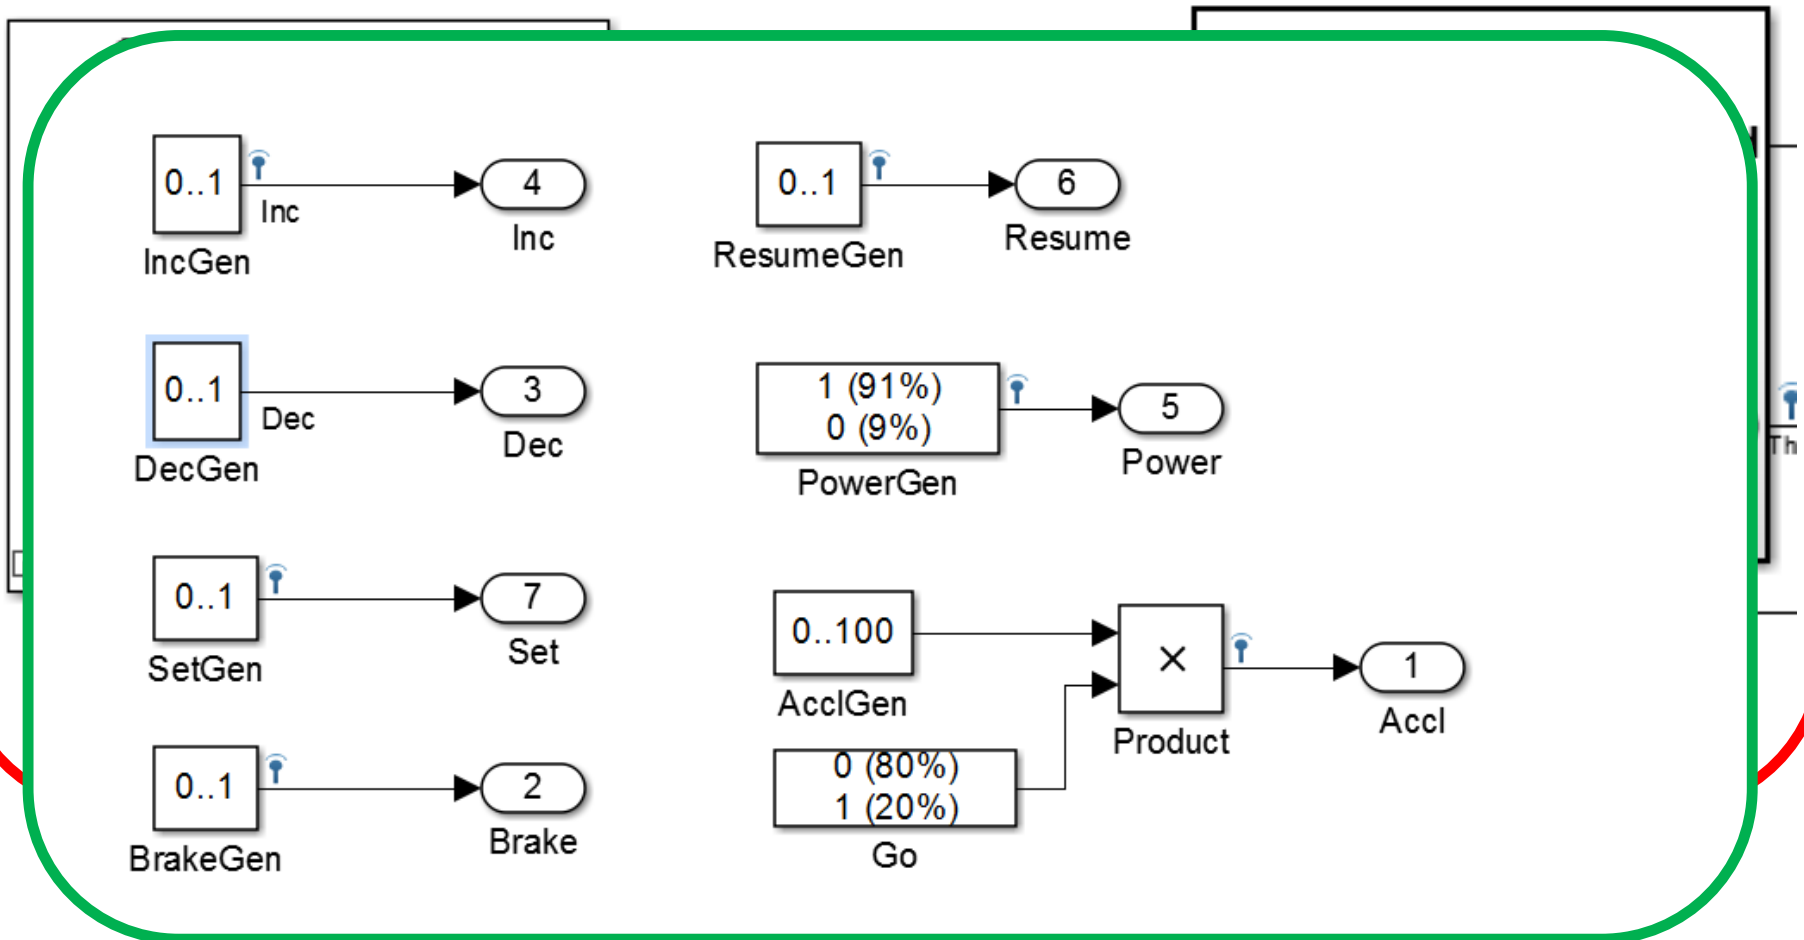 0..1
Inc
IncGen
4
Inc
0..1
ResumeGen
6
Resume
0..1
Dec
DecGen
3
Dec
1 (91%)
0 (9%)
PowerGen
5
Power
0..1
SetGen
7
Set
0..100
AcclGen
×
Product
1
Accl
0..1
BrakeGen
2
Brake
0 (80%)
1 (20%)
Go
Th